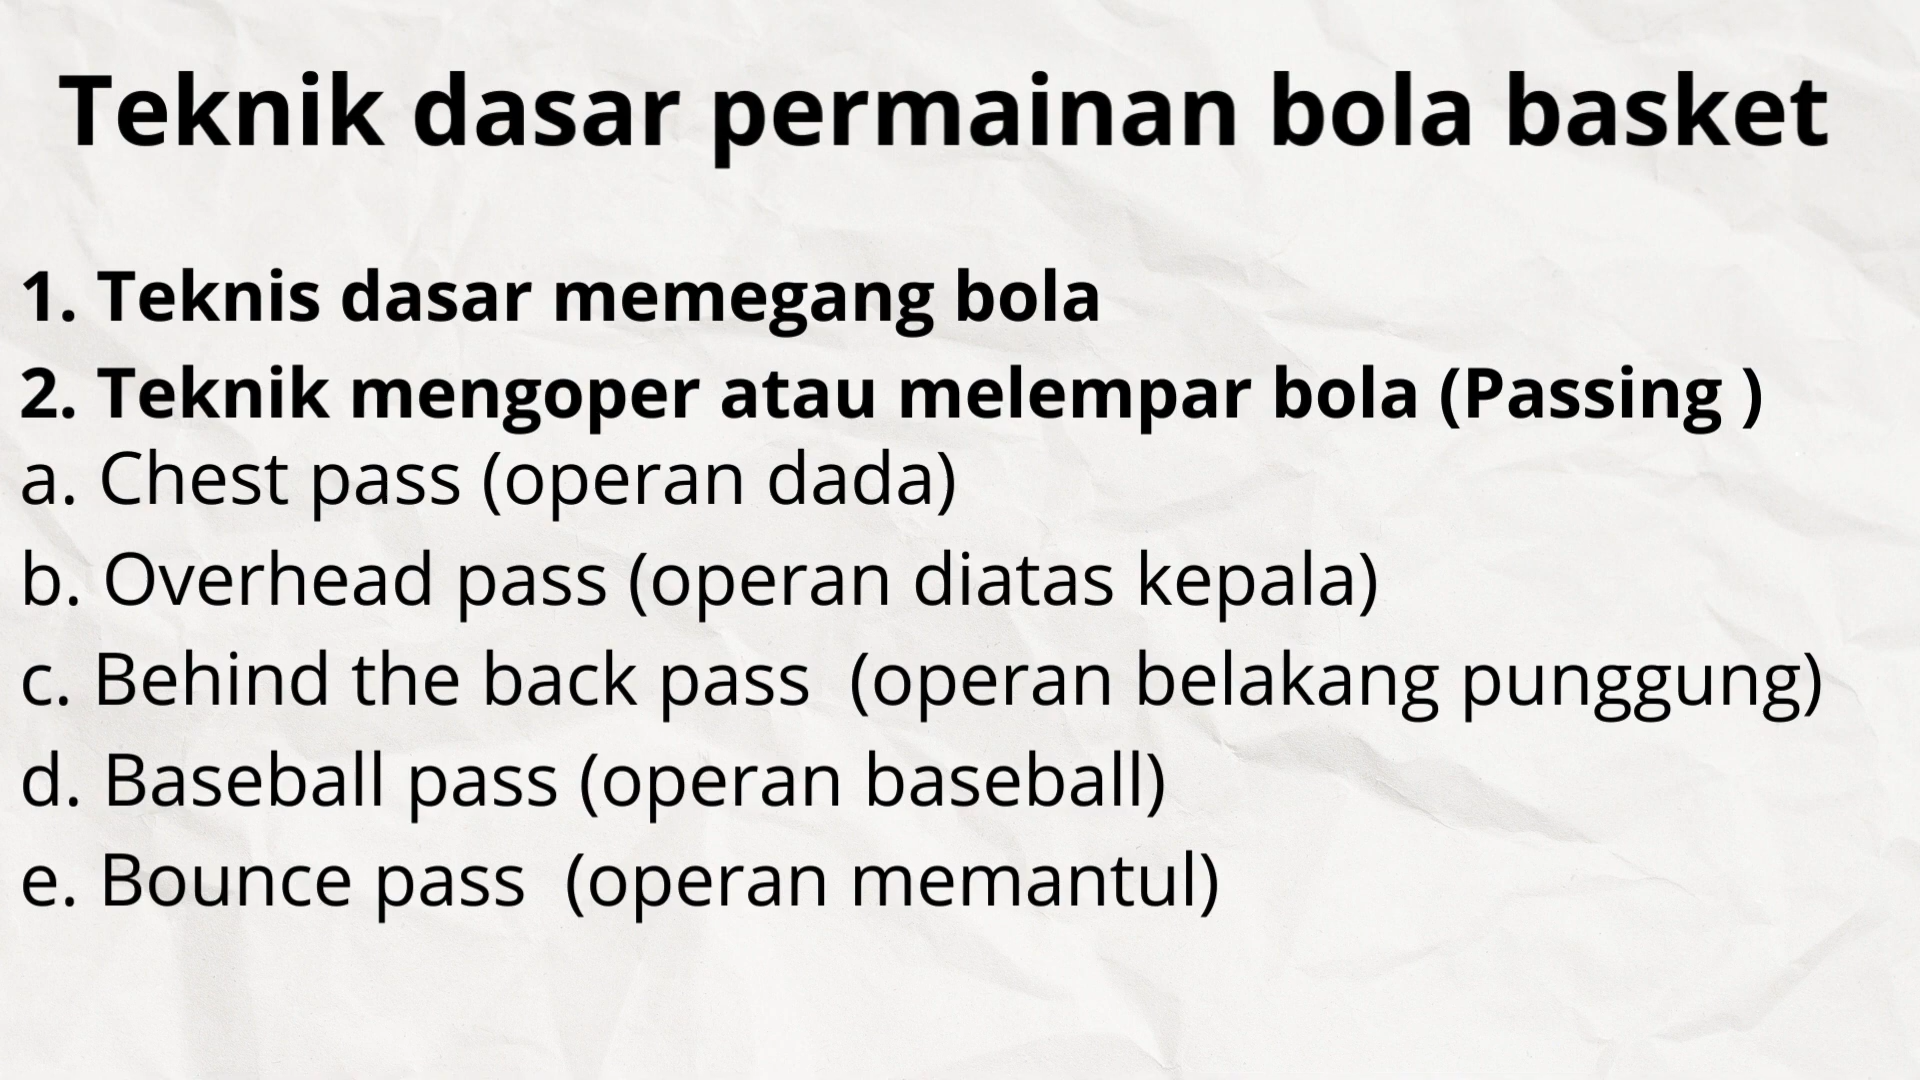 Teknik dasar permainan bola basket
1. Teknis dasar memegang bola
2. Teknik mengoper atau melempar bola (Passing )
a. Chest pass (operan dada)
b. Overhead pass (operan diatas kepala)
c. Behind the back pass  (operan belakang punggung)
d. Baseball pass (operan baseball)
e. Bounce pass  (operan memantul)